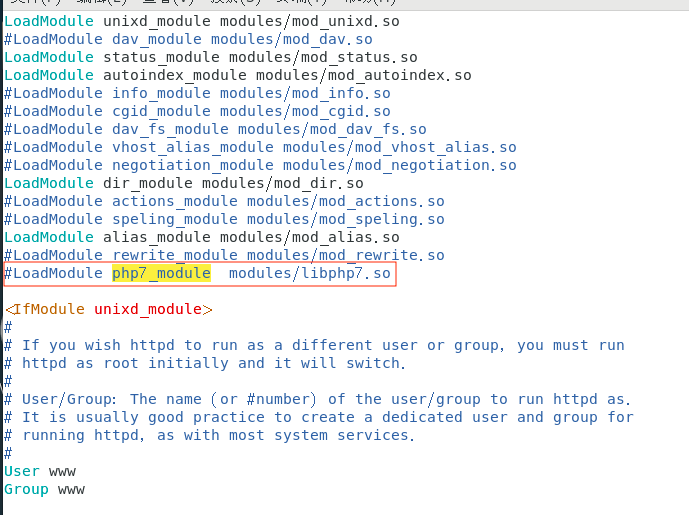 LoadModule unixd_module modules/mod_unixd.so
#LoadModule dav_module modules/mod_dav.so
LoadModule status_module modules/mod_status.so
LoadModule autoindex_module modules/mod_autoindex.so
#LoadModule info_module modules/mod_info.so
#LoadModule cgid_module modules/mod_cgid.so
#LoadModule dav_fs_module modules/mod_dav_fs.so
#LoadModule vhost_alias_module modules/mod_vhost_alias.so
#LoadModule negotiation_module modules/mod_negotiation.so
LoadModule dir_module modules/mod_dir.so
#LoadModule actions_module modules/mod_actions.so
#LoadModule speling_module modules/mod_speling.so
LoadModule alias_module modules/mod_alias.so
#LoadModule rewrite_module modules/mod_rewrite.so
#LoadModule php7_module  modules/libphp7.so
<IfModule unixd_module>
#
# If you wish httpd to run as a different user or group, you must run
# httpd as root initially and it will switch.
#
# User/Group: The name (or #number) of the user/group to run httpd as.
# It is usually good practice to create a dedicated user and group for
# running httpd, as with most system services.
#
User www
Group www